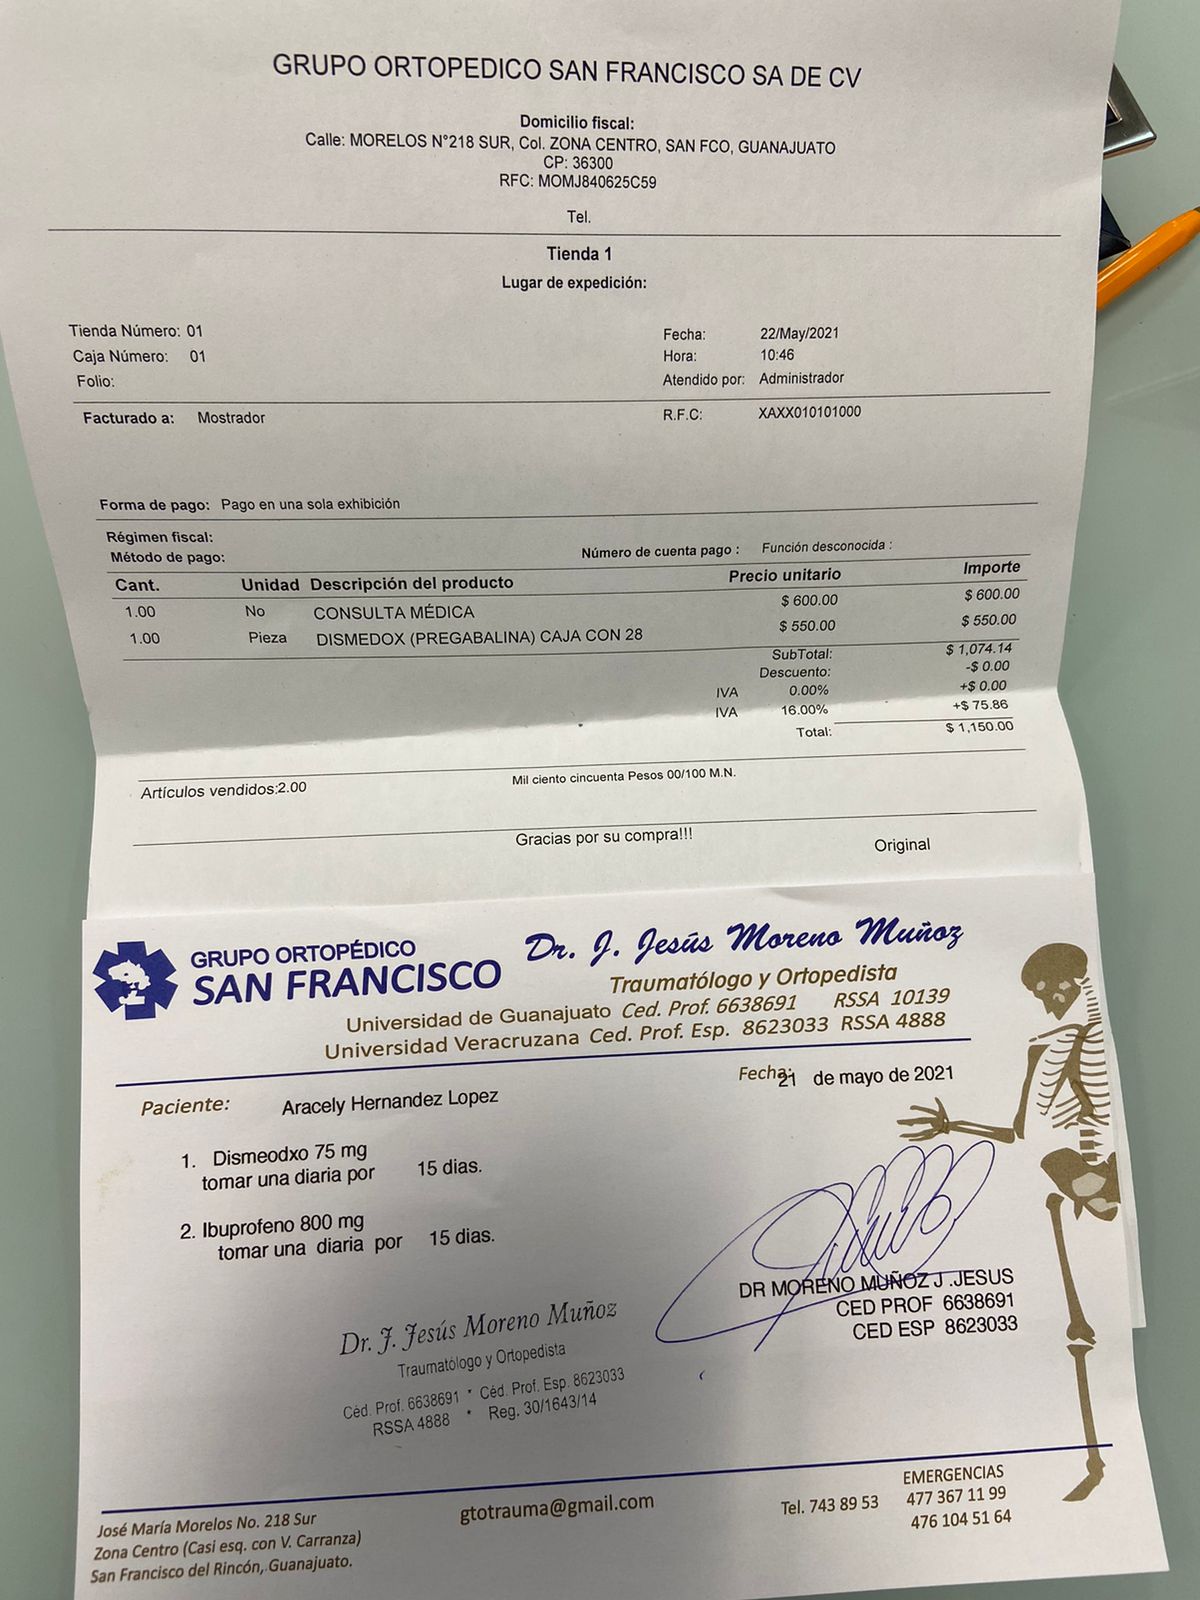 GRUPO ORTOPEDICO SAN FRANCISCO SA DE CV
Domicilio fiscal:
Calle: MORELOS N°218 SUR, Col. ZONA CENTRO, SAN FCO, GUANAJUATO
CP: 36300
RFC: MOMJ840625C59
Tel.
Tienda 1
Lugar de expedición:
Tienda Número: 01
Caja Número: 01
Folio:
Fecha: 22/May/2021
Hora: 10:46
Atendido por: Administrador
Facturado a: Mostrador
R.F.C: XAXX010101000
Forma de pago: Pago en una sola exhibición
Régimen fiscal:
Método de pago:
Número de cuenta pago : Función desconocida :
Cant. Unidad Descripción del producto Precio unitario Importe
1.00 No CONSULTA MÉDICA $ 600.00 $ 600.00
1.00 Pieza DISMEDOX (PREGABALINA) CAJA CON 28 $ 550.00 $ 550.00
SubTotal: $ 1,074.14
Descuento: -$ 0.00
IVA 0.00% +$ 0.00
IVA 16.00% +$ 75.86
Total: $ 1,150.00
Artículos vendidos:2.00
Mil ciento cincuenta Pesos 00/100 M.N.
Gracias por su compra!!!
Original
GRUPO ORTOPÉDICO
SAN FRANCISCO
Dr. J. Jesús Moreno Muñoz
Traumatólogo y Ortopedista
Universidad de Guanajuato Ced. Prof. 6638691 RSSA 10139
Universidad Veracruzana Ced. Prof. Esp. 8623033 RSSA 4888
Fecha: 21 de mayo de 2021
Paciente: Aracely Hernandez Lopez
1. Dismeodxo 75 mg
tomar una diaria por 15 dias.
2. Ibuprofeno 800 mg
tomar una diaria por 15 dias.
DR MORENO MUÑOZ J .JESUS
CED PROF 6638691
CED ESP 8623033
Dr. J. Jesús Moreno Muñoz
Traumatólogo y Ortopedista
Céd. Prof. 6638691 * Céd. Prof. Esp. 8623033
RSSA 4888 * Reg. 30/1643/14
José María Morelos No. 218 Sur
Zona Centro (Casi esq. con V. Carranza)
San Francisco del Rincón, Guanajuato.
gtotrauma@gmail.com
Tel. 743 89 53
EMERGENCIAS
477 367 11 99
476 104 51 64